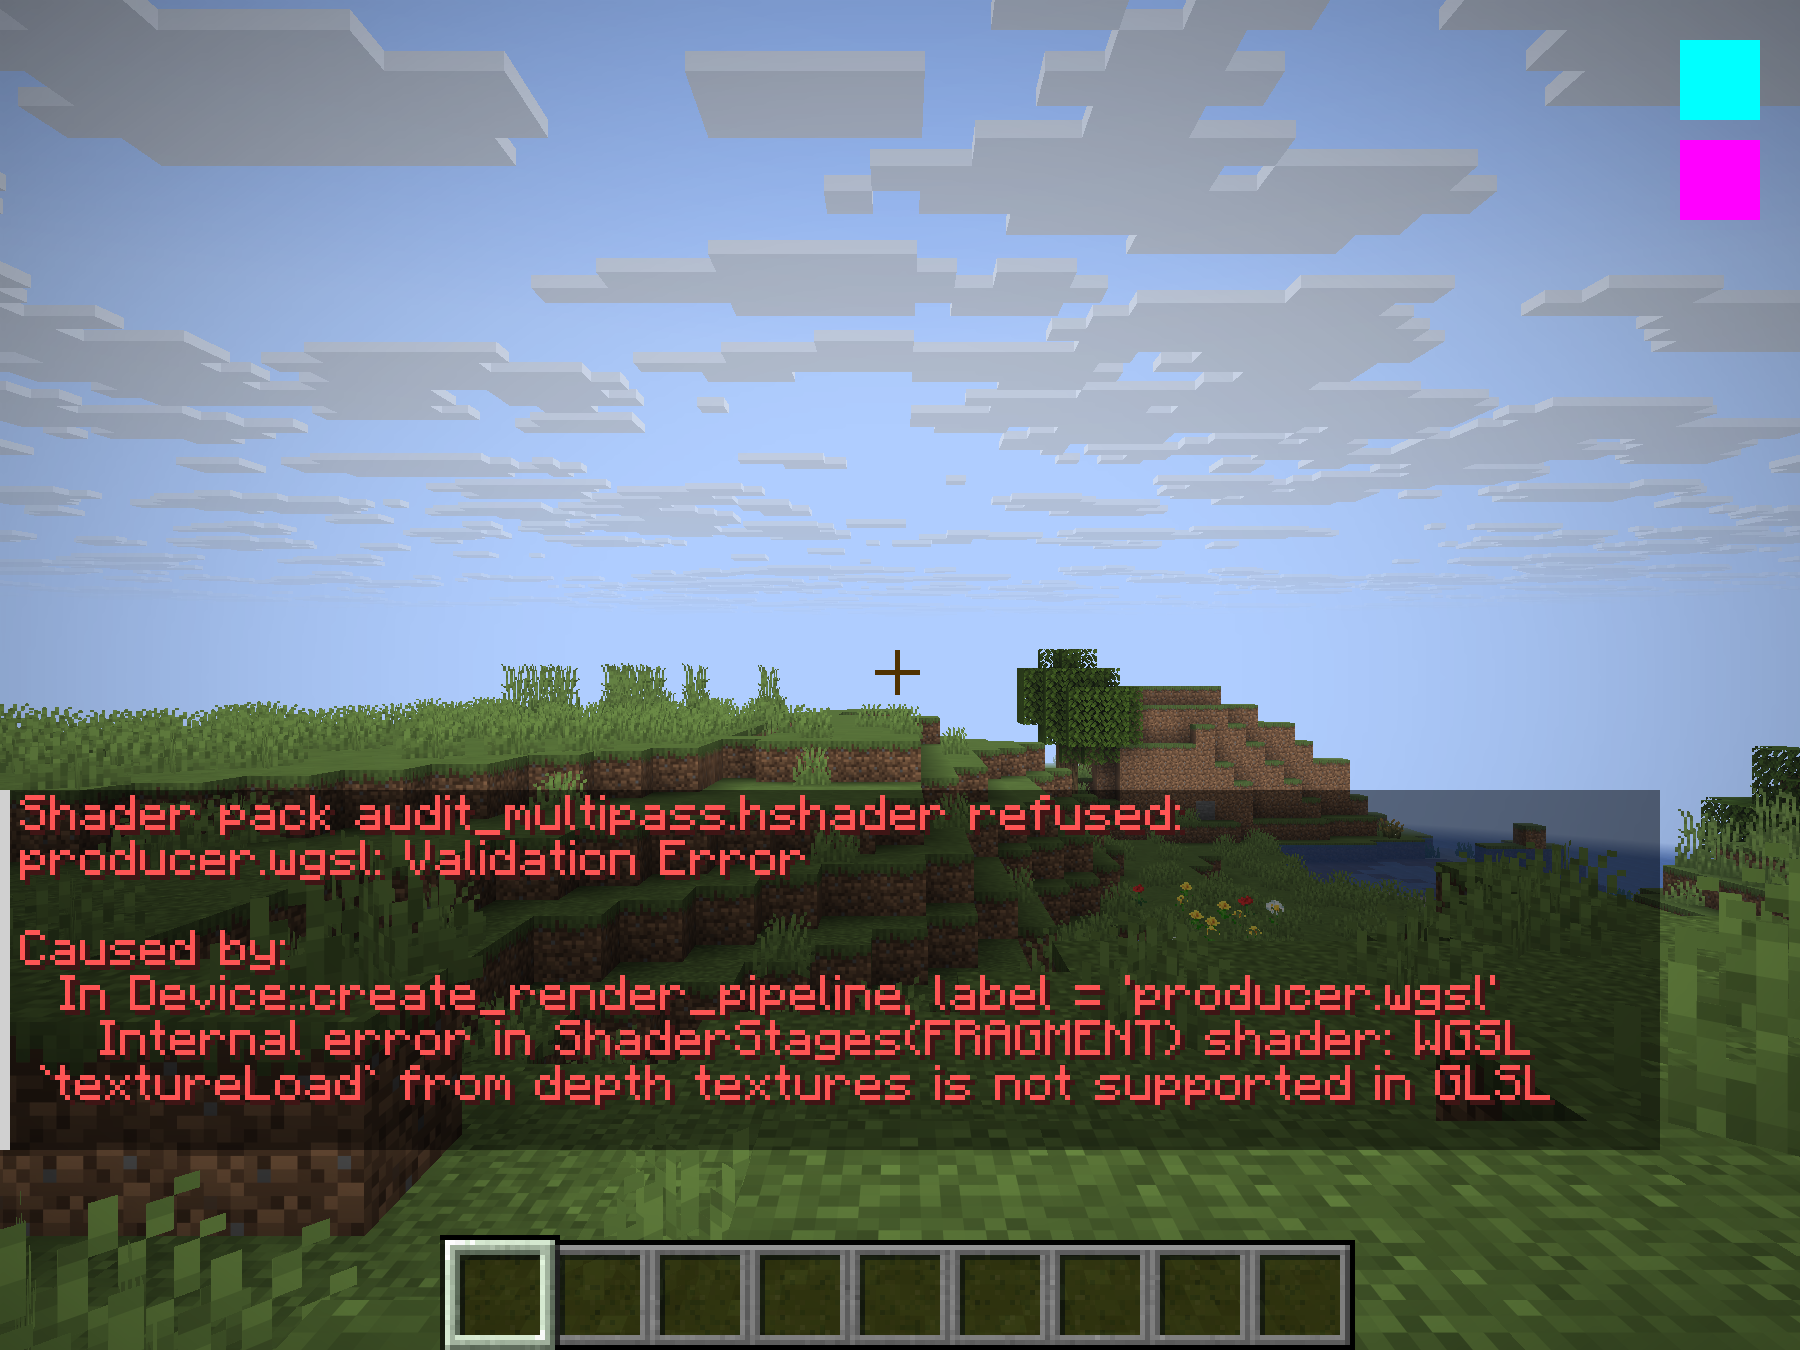 Shader pack audit_multipass.hshader refused:
producer.wgsl: Validation Error
Caused by:
In Device::create_render_pipeline, label = 'producer.wgsl'
Internal error in ShaderStages(FRAGMENT) shader: WGSL
`textureLoad` from depth textures is not supported in GLSL